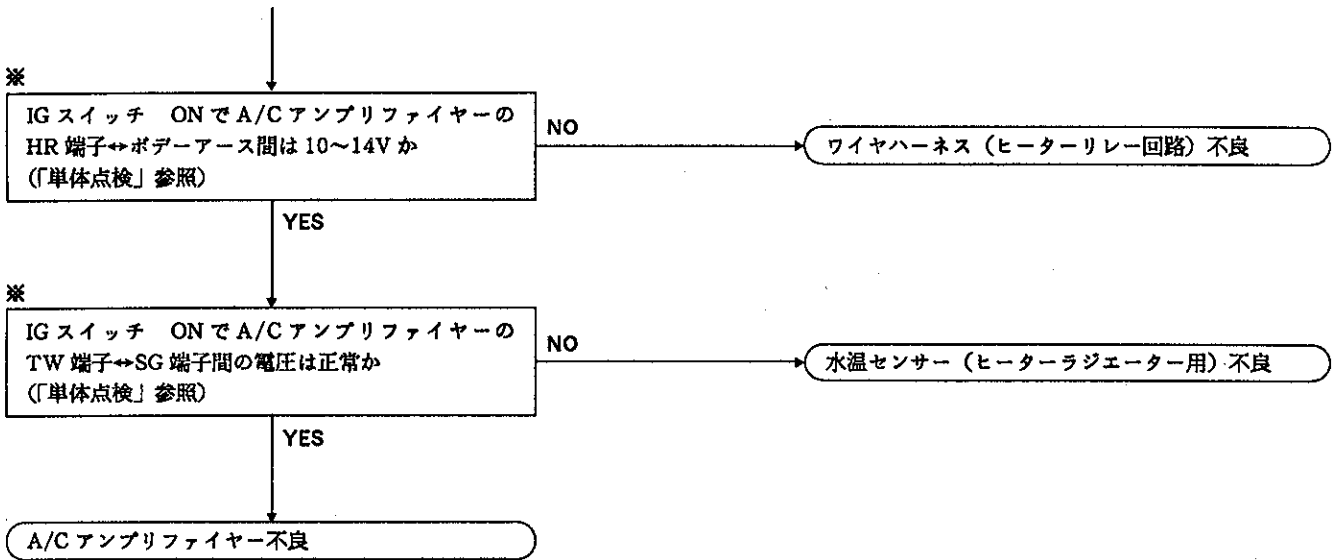 ※
IG スイッチ ON で A/C アンプリファイヤーの
HR 端子↔ボデーアース間は 10～14V か
(「単体点検」参照)
NO
ワイヤハーネス（ヒーターリレー回路）不良
YES
※
IG スイッチ ON で A/C アンプリファイヤーの
TW 端子↔SG 端子間の電圧は正常か
(「単体点検」参照)
NO
水温センサー（ヒーターラジエーター用）不良
YES
A/C アンプリファイヤー不良